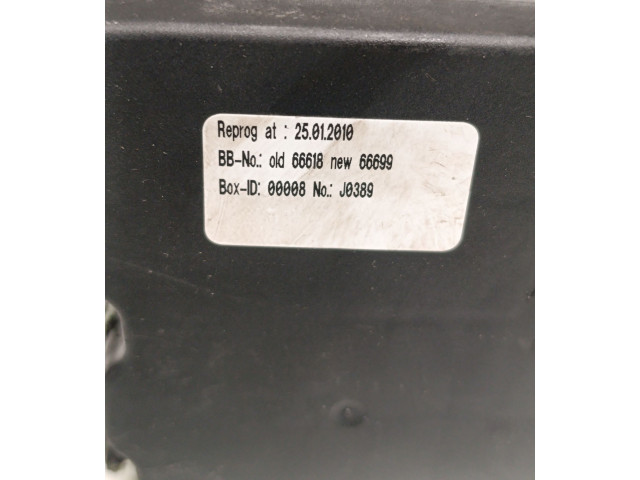 Reprog at : 25.01.2010
BB-No.: old 66618 new 66699
Box-ID: 00008 No.: J0389